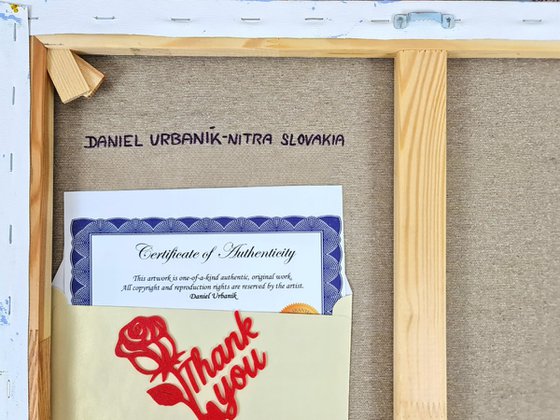 DANIEL URBANÍK-NITRA SLOVAKIA
Certificate of Authenticity
This artwork is one-of-a-kind authentic, original work.
All copyright and reproduction rights are reserved by the artist.
Daniel Urbanik
Thank
you